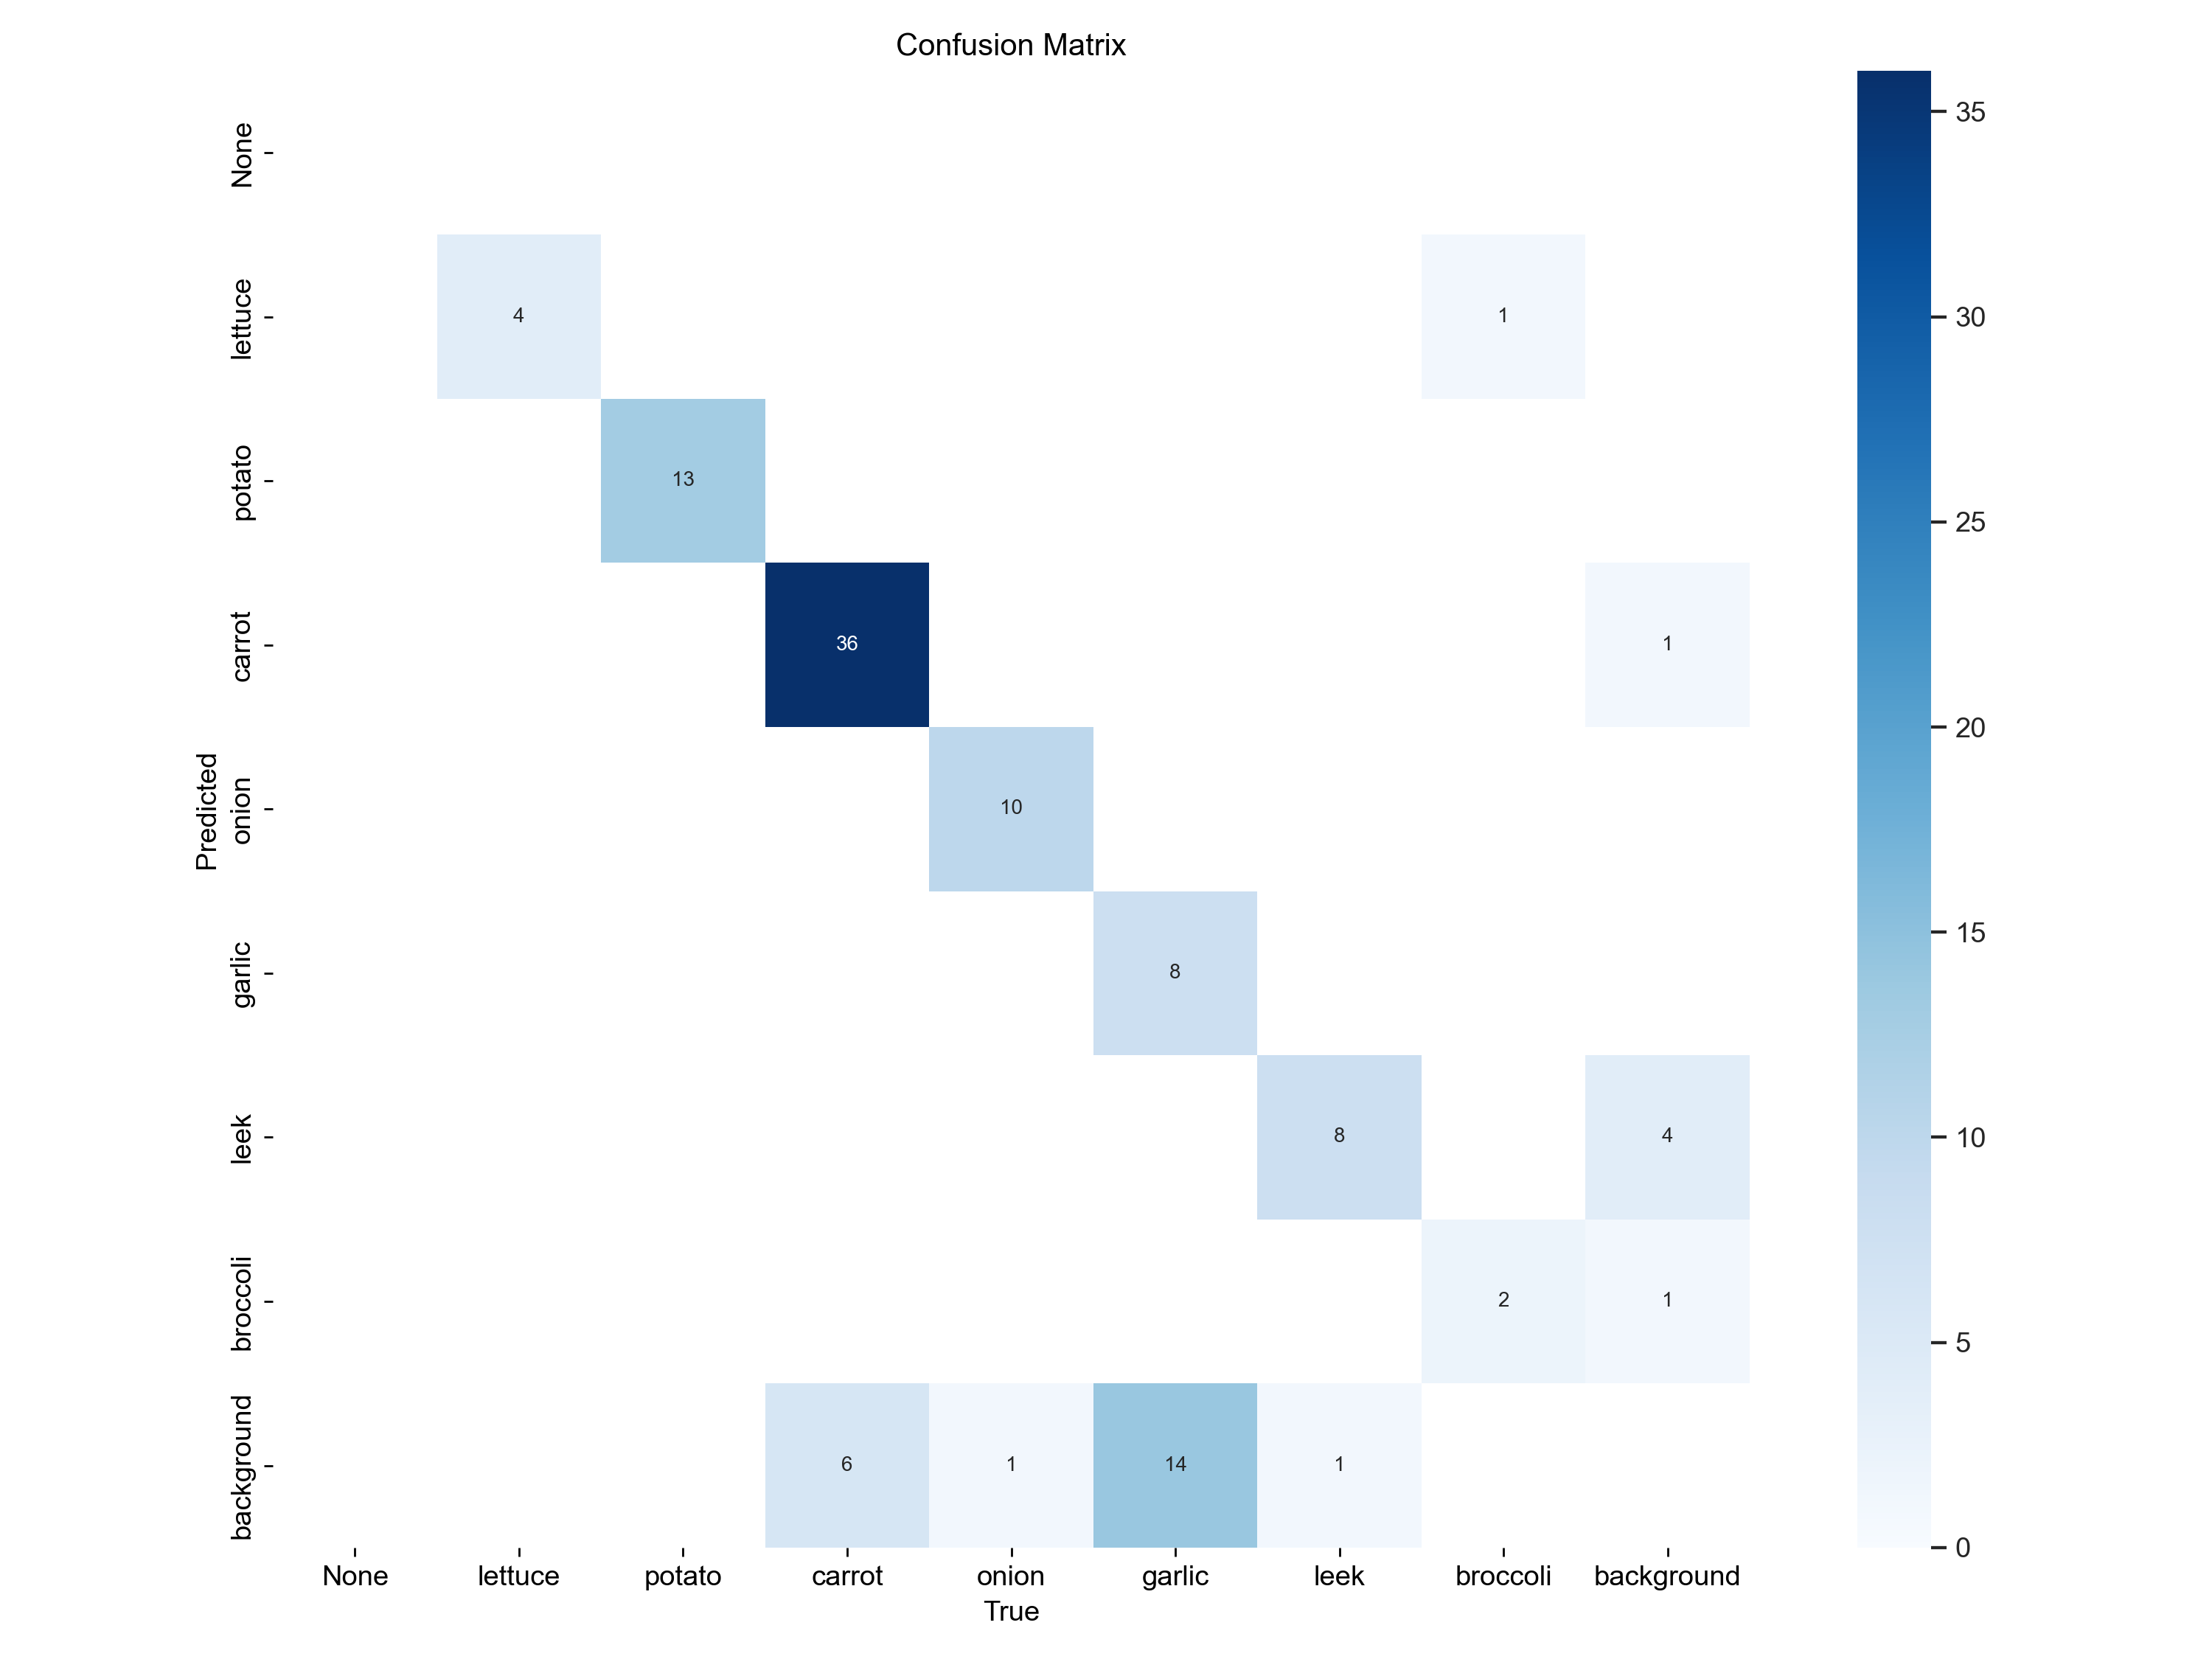 Confusion Matrix
None
lettuce
potato
carrot
onion
garlic
leek
broccoli
background
Predicted
4
1
13
36
1
10
8
8
4
2
1
6
1
14
1
None
lettuce
potato
carrot
onion
garlic
leek
broccoli
background
True
35
30
25
20
15
10
5
0